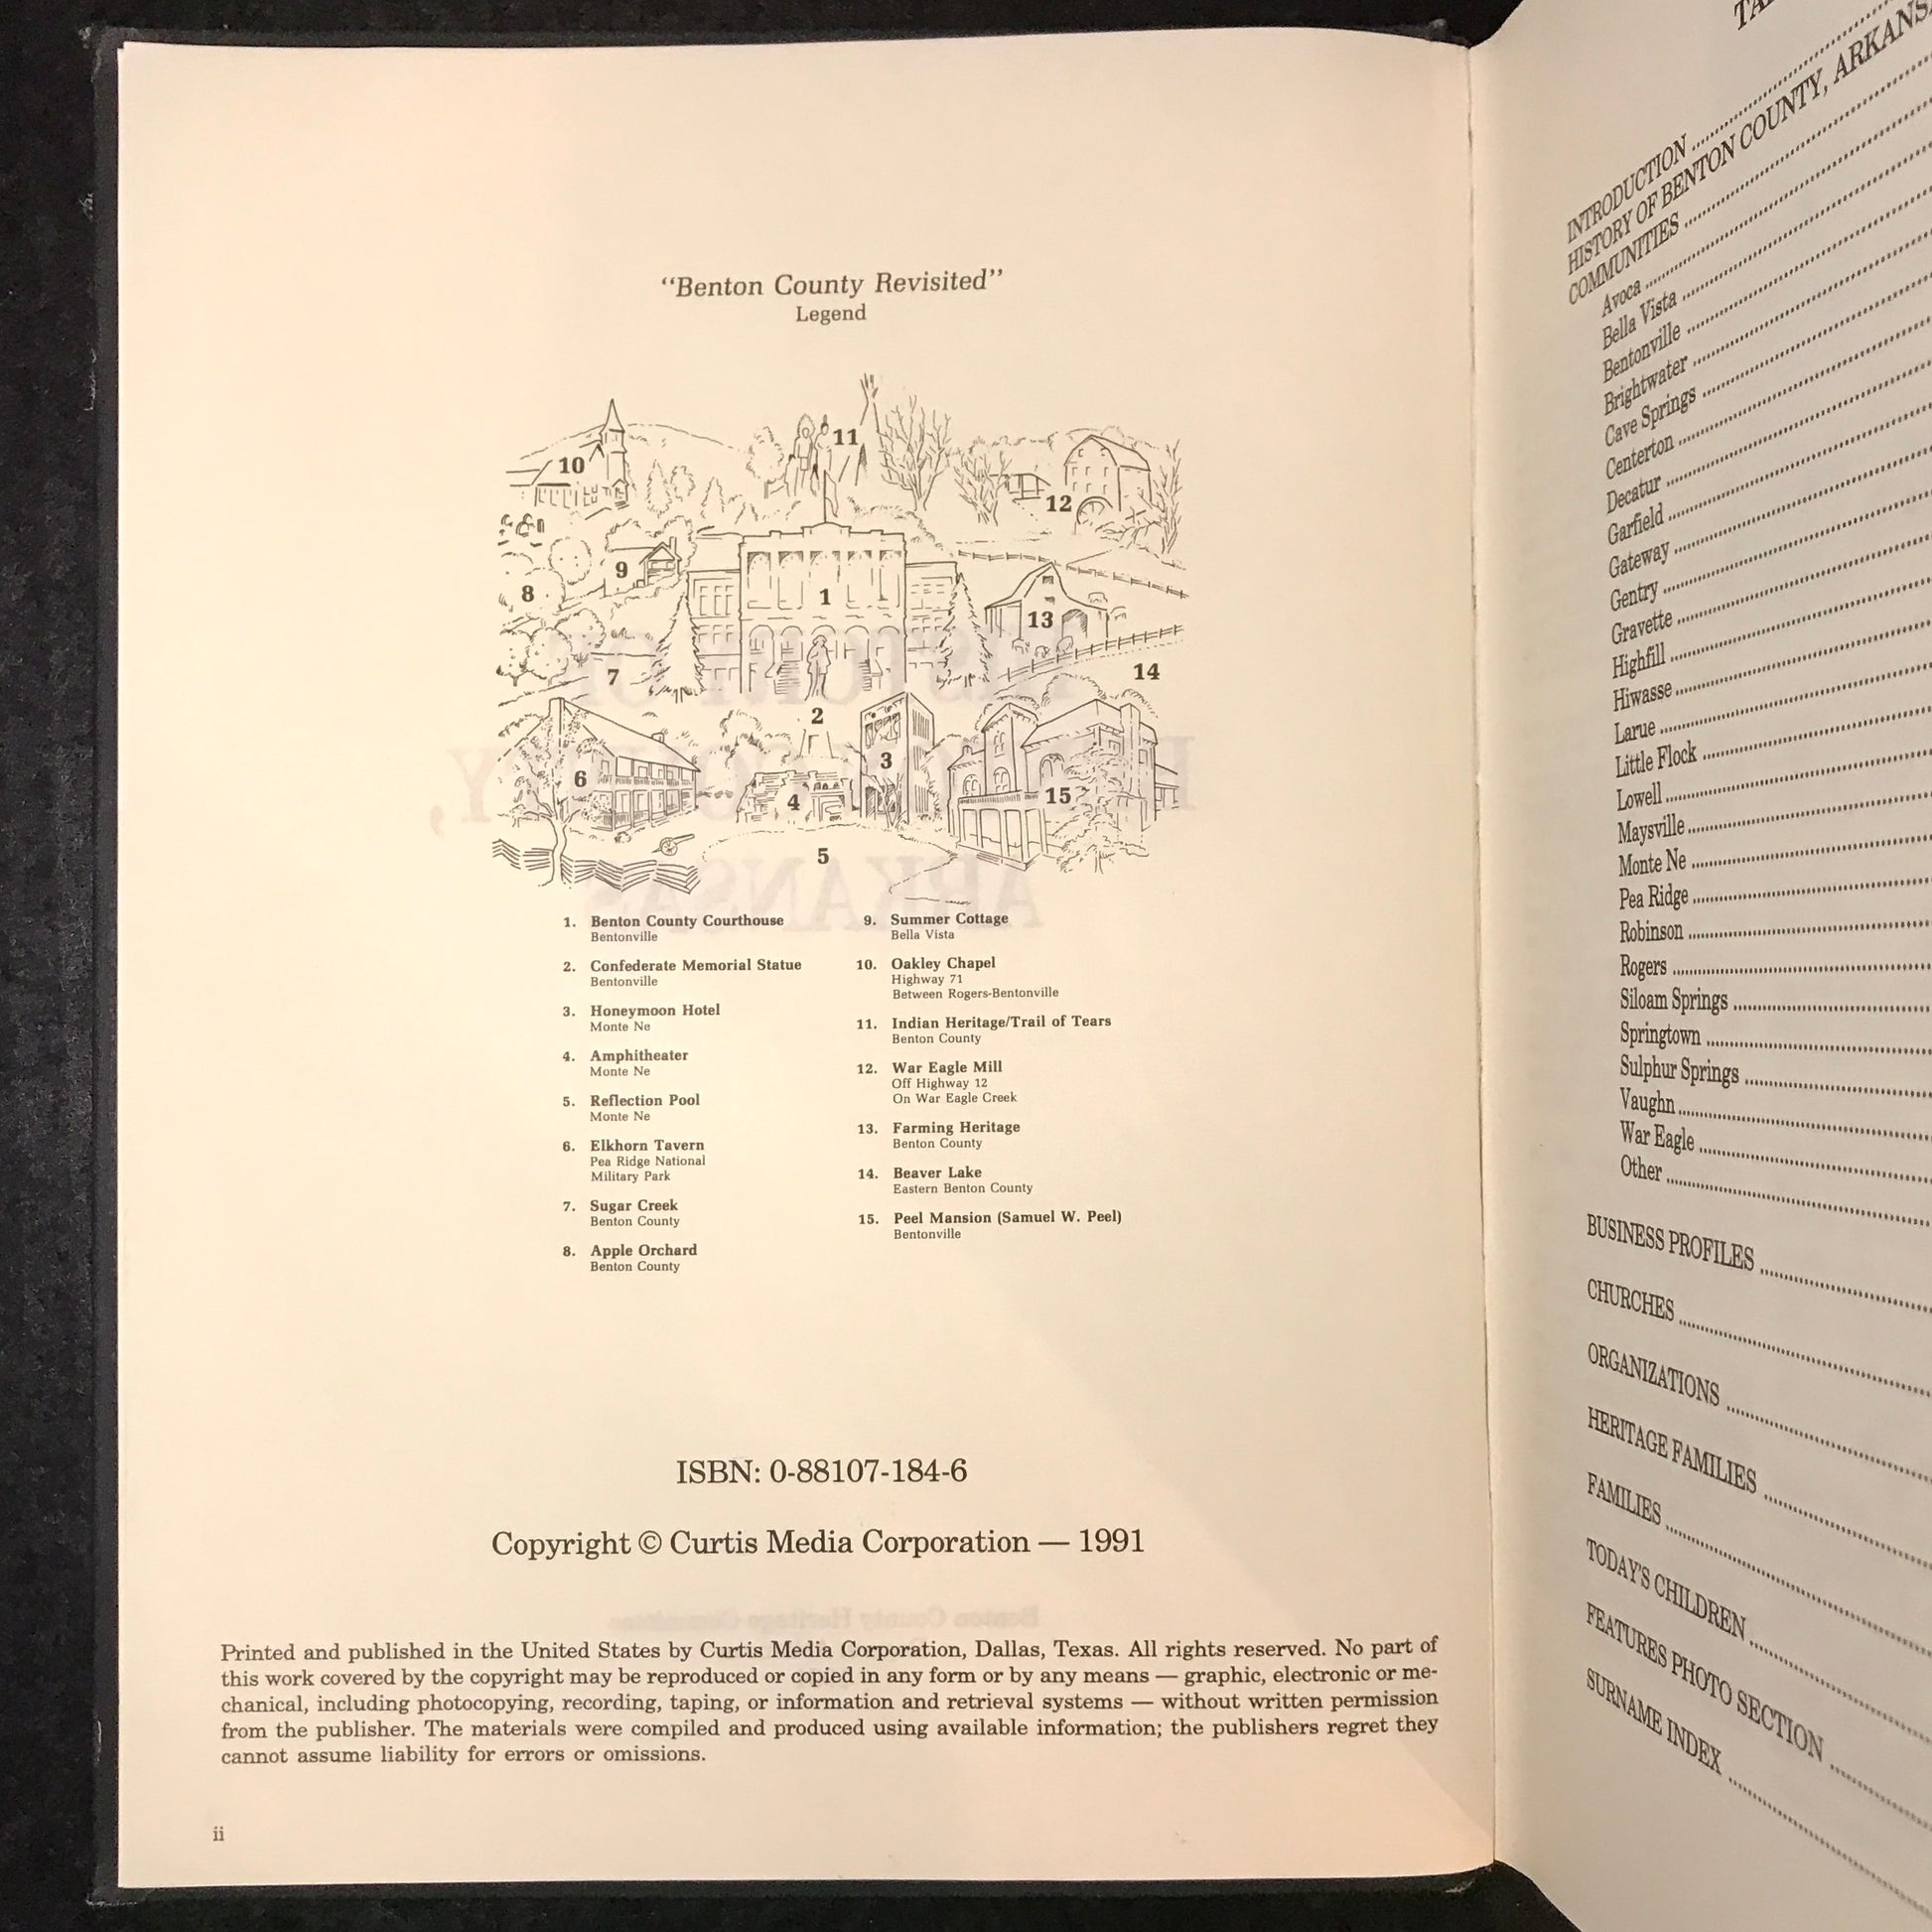 "Benton County Revisited"
Legend
10
11
12
9
8
1
13
7
14
2
3
6
4
15
5
1. Benton County Courthouse
Bentonville
2. Confederate Memorial Statue
Bentonville
3. Honeymoon Hotel
Monte Ne
4. Amphitheater
Monte Ne
5. Reflection Pool
Monte Ne
6. Elkhorn Tavern
Pea Ridge National
Military Park
7. Sugar Creek
Benton County
8. Apple Orchard
Benton County
9. Summer Cottage
Bella Vista
10. Oakley Chapel
Highway 71
Between Rogers-Bentonville
11. Indian Heritage/Trail of Tears
Benton County
12. War Eagle Mill
Off Highway 12
On War Eagle Creek
13. Farming Heritage
Benton County
14. Beaver Lake
Eastern Benton County
15. Peel Mansion (Samuel W. Peel)
Bentonville
ISBN: 0-88107-184-6
Copyright © Curtis Media Corporation — 1991
Printed and published in the United States by Curtis Media Corporation, Dallas, Texas. All rights reserved. No part of
this work covered by the copyright may be reproduced or copied in any form or by any means — graphic, electronic or me-
chanical, including photocopying, recording, taping, or information and retrieval systems — without written permission
from the publisher. The materials were compiled and produced using available information; the publishers regret they
cannot assume liability for errors or omissions.
ii
INTRODUCTION
HISTORY OF BENTON COUNTY,
COMMUNITIES
Avoca
Bella Vista
Bentonville
Brightwater
Cave Springs
Centerton
Decatur
Garfield
Gateway
Gentry
Gravette
Highfill
Hiwasse
Larue
Little Flock
Lowell
Maysville
Monte Ne
Pea Ridge
Robinson
Rogers
Siloam Springs
Springtown
Sulphur Springs
Vaughn
War Eagle
Other
BUSINESS PROFILES
CHURCHES
ORGANIZATIONS
HERITAGE FAMILIES
FAMILIES
TODAY'S CHILDREN
FEATURES PHOTO SECTION
SURNAME INDEX